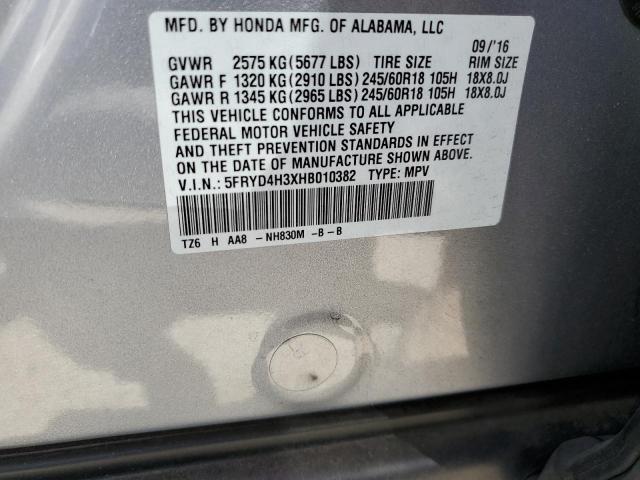 MFD. BY HONDA MFG. OF ALABAMA, LLC
09/'16
GVWR 2575 KG(5677 LBS) TIRE SIZE RIM SIZE
GAWR F 1320 KG(2910 LBS)245/60R18 105H 18X8.0J
GAWR R 1345 KG(2965 LBS)245/60R18 105H 18X8.0J
THIS VEHICLE CONFORMS TO ALL APPLICABLE
FEDERAL MOTOR VEHICLE SAFETY
AND THEFT PREVENTION STANDARDS IN EFFECT
ON THE DATE OF MANUFACTURE SHOWN ABOVE.
V.I.N.: 5FRYD4H3XHB010382 TYPE: MPV
TZ6 H AA8 -NH830M -B-B